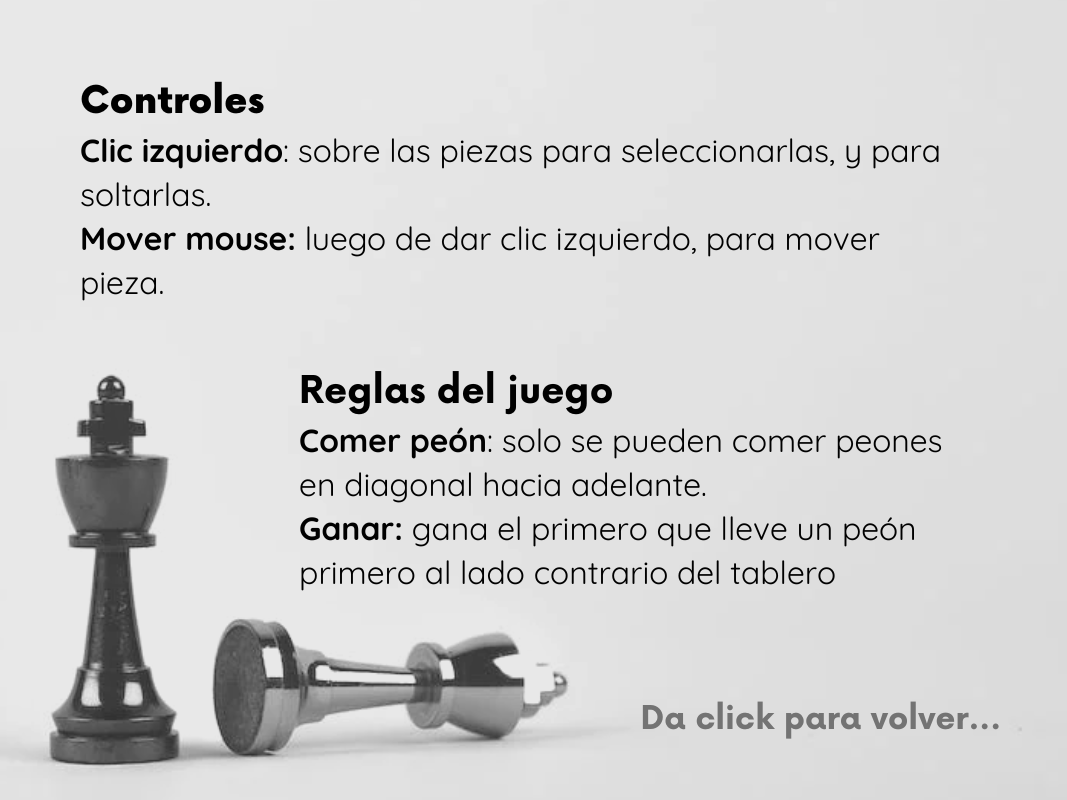 Controles
Clic izquierdo: sobre las piezas para seleccionarlas, y para
soltarlas.
Mover mouse: luego de dar clic izquierdo, para mover
pieza.
Reglas del juego
Comer peón: solo se pueden comer peones
en diagonal hacia adelante.
Ganar: gana el primero que lleve un peón
primero al lado contrario del tablero
Da click para volver...